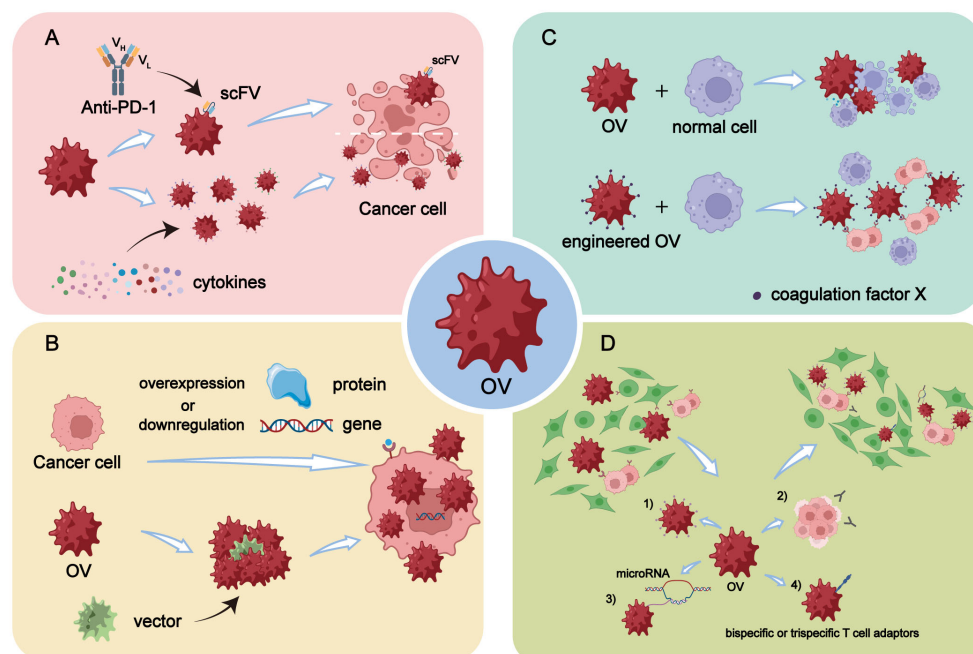 A
VH
VL
Anti-PD-1
scFV
scFV
Cancer cell
cytokines
B
overexpression
or
downregulation
protein
gene
Cancer cell
OV
vector
OV
C
OV
normal cell
engineered OV
coagulation factor X
D
1)
2)
microRNA
3)
OV
4)
bispecific or trispecific T cell adaptors